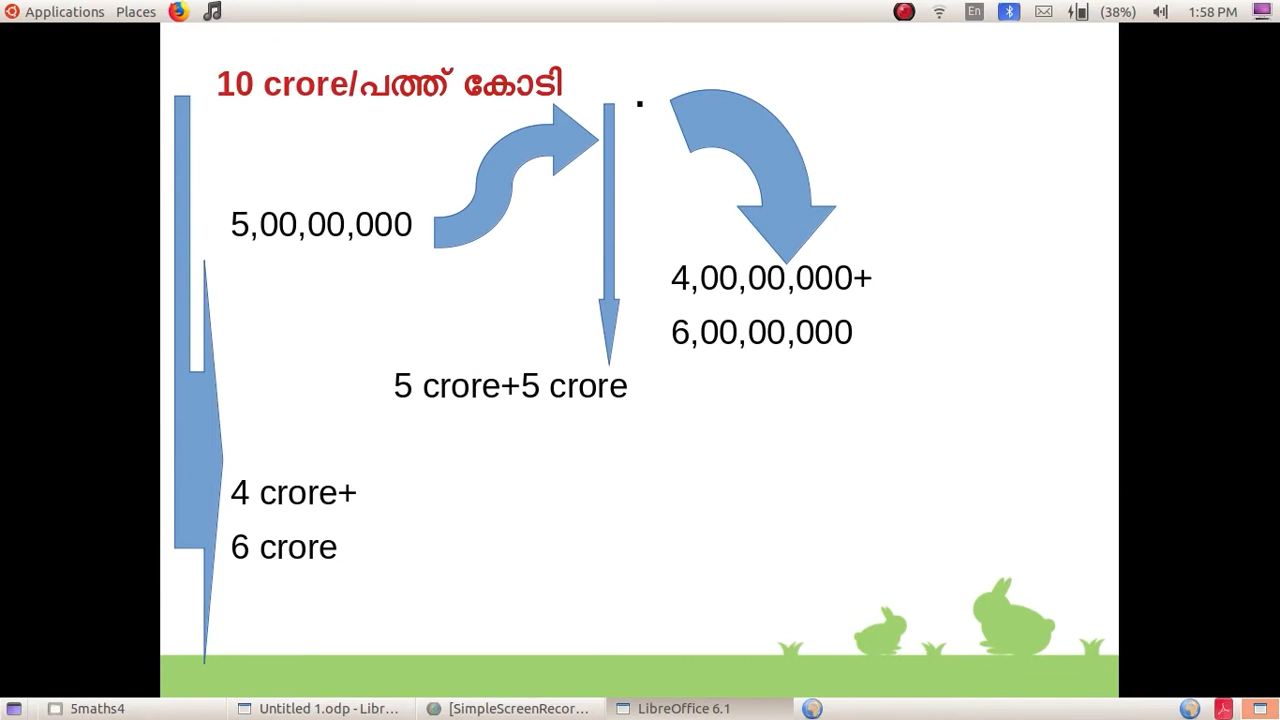 Applications Places En (38%) 1:58 PM
10 crore/പത്ത് കോടി .
5,00,00,000
4,00,00,000+
6,00,00,000
5 crore+5 crore
4 crore+
6 crore
5maths4 Untitled 1.odp - Libr... [SimpleScreenRecor... LibreOffice 6.1